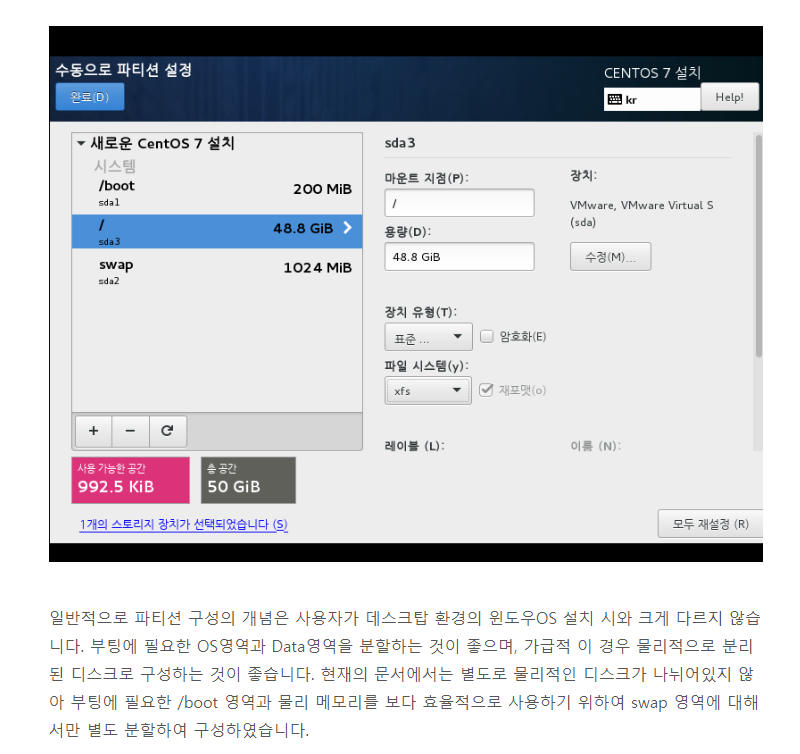 수동으로 파티션 설정
CENTOS 7 설치
완료(D)
kr
Help!
새로운 CentOS 7 설치
시스템
/boot
200 MiB
sda1
/
48.8 GiB
sda3
swap
1024 MiB
sda2
+ −
사용 가능한 공간
992.5 KiB
총 공간
50 GiB
1개의 스토리지 장치가 선택되었습니다 (S)
sda3
마운트 지점(P):
/
용량(D):
48.8 GiB
장치:
VMware, VMware Virtual S
(sda)
수정(M)...
장치 유형(T):
표준 ...
암호화(E)
파일 시스템(y):
xfs
재포맷(o)
레이블 (L):
이름 (N):
모두 재설정 (R)
일반적으로 파티션 구성의 개념은 사용자가 데스크탑 환경의 윈도우OS 설치 시와 크게 다르지 않습
니다. 부팅에 필요한 OS영역과 Data영역을 분할하는 것이 좋으며, 가급적 이 경우 물리적으로 분리
된 디스크로 구성하는 것이 좋습니다. 현재의 문서에서는 별도로 물리적인 디스크가 나뉘어있지 않
아 부팅에 필요한 /boot 영역과 물리 메모리를 보다 효율적으로 사용하기 위하여 swap 영역에 대해
서만 별도 분할하여 구성하였습니다.